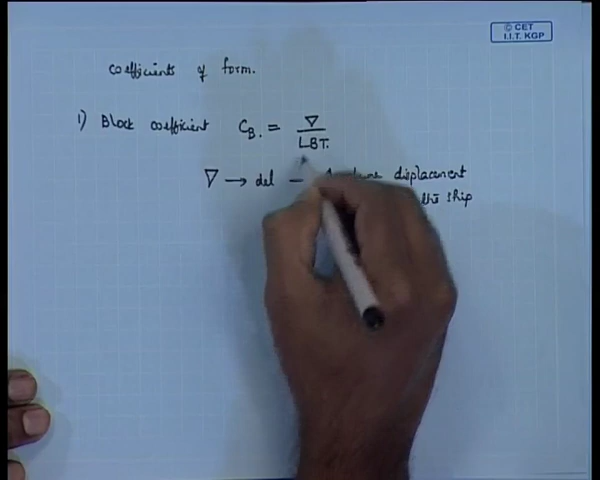 © CET
I.I.T. KGP
coefficients of form.
1) Block coefficient C_B. = ∇ / LBT.
∇ → del — displacement
the ship